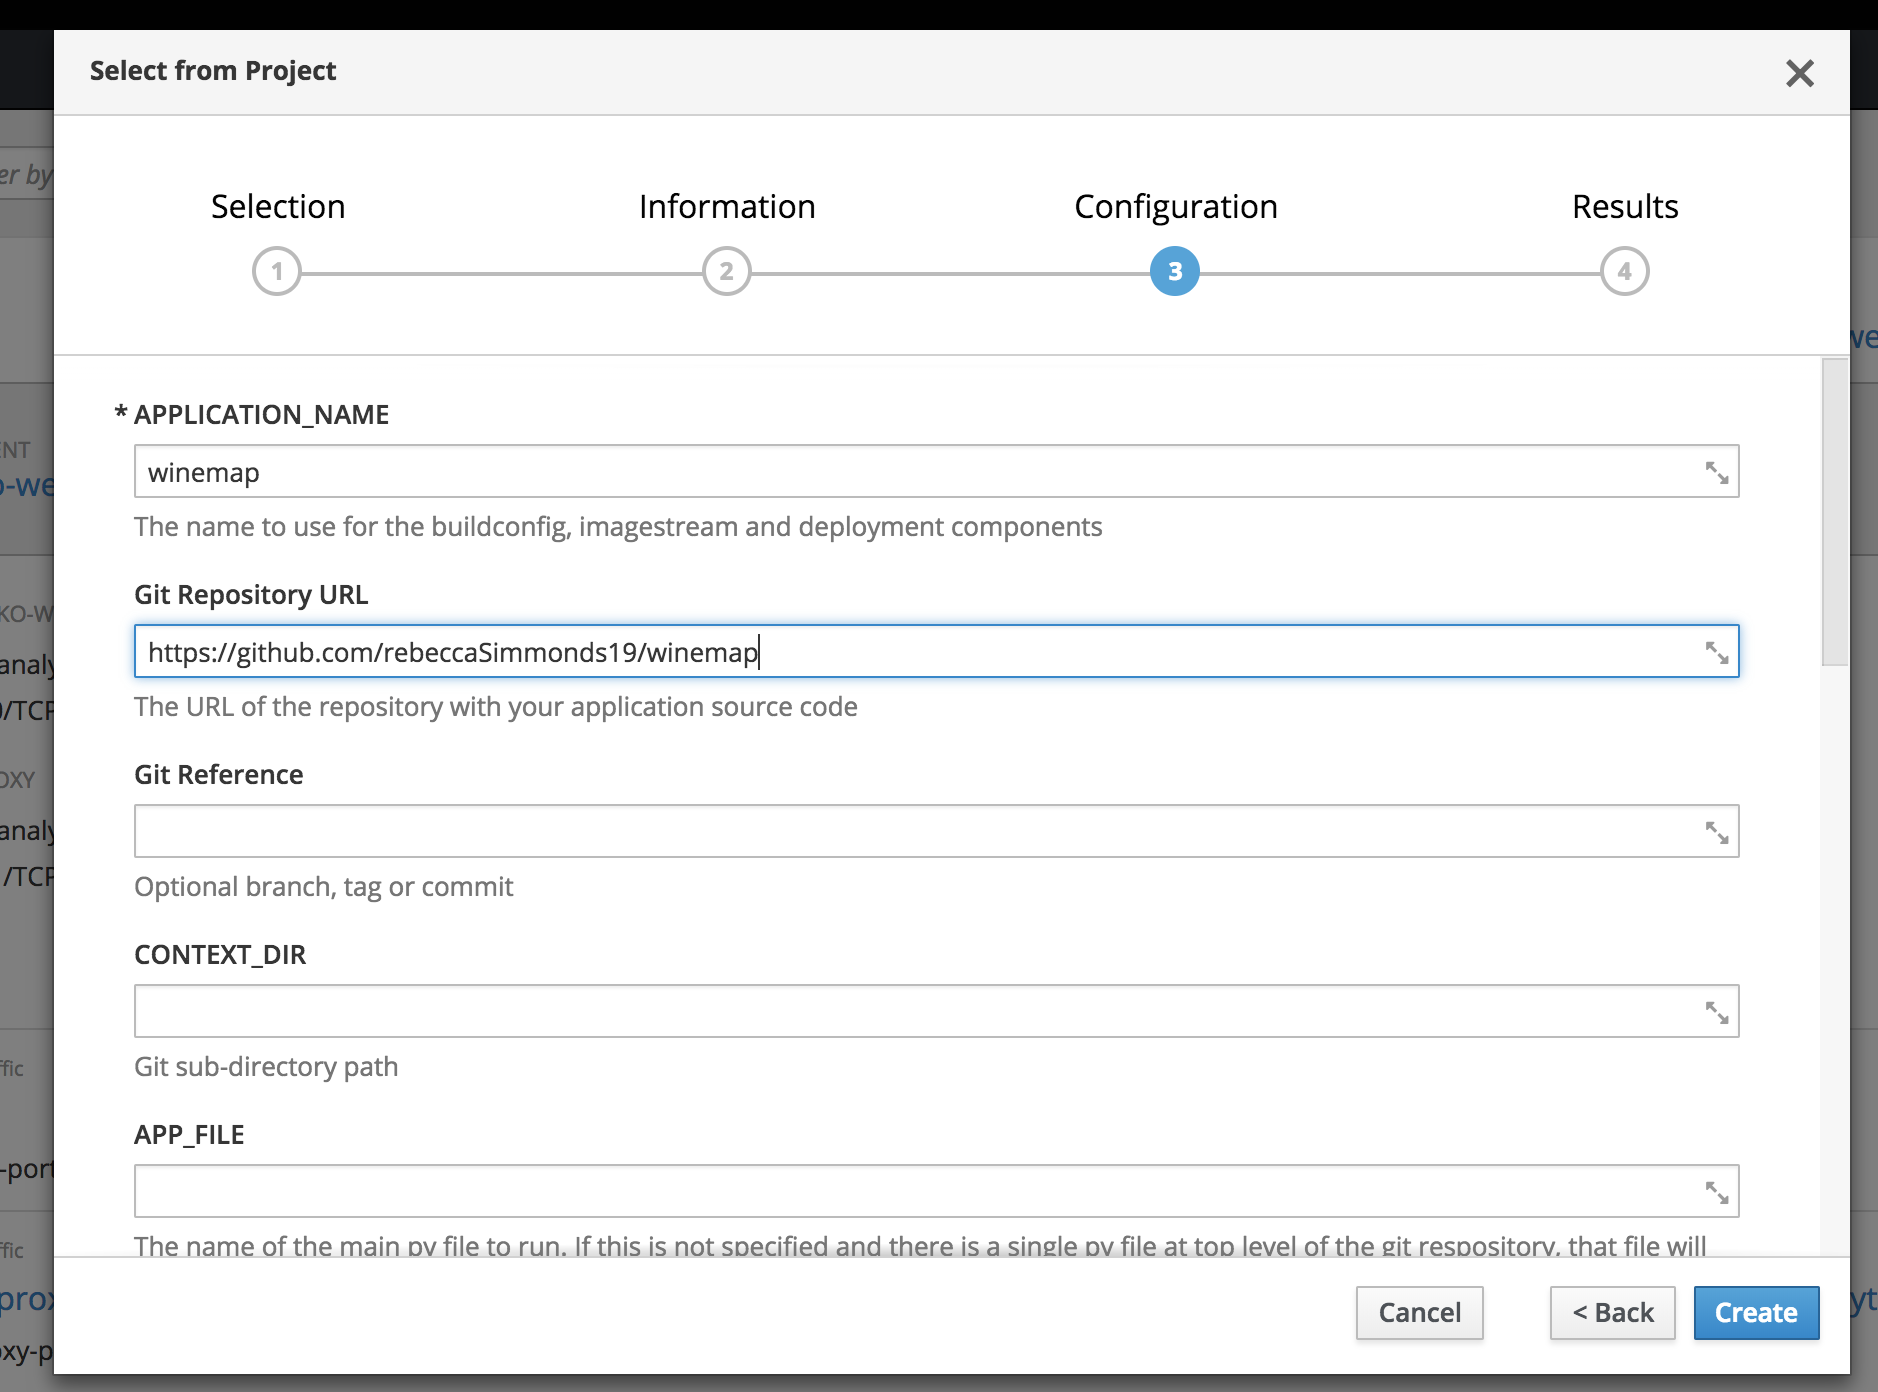 Select from Project
Selection Information Configuration Results
1 2 3 4
* APPLICATION_NAME
winemap
The name to use for the buildconfig, imagestream and deployment components
Git Repository URL
https://github.com/rebeccaSimmonds19/winemap
The URL of the repository with your application source code
Git Reference
Optional branch, tag or commit
CONTEXT_DIR
Git sub-directory path
APP_FILE
The name of the main py file to run. If this is not specified and there is a single py file at top level of the git respository, that file will
Cancel < Back Create